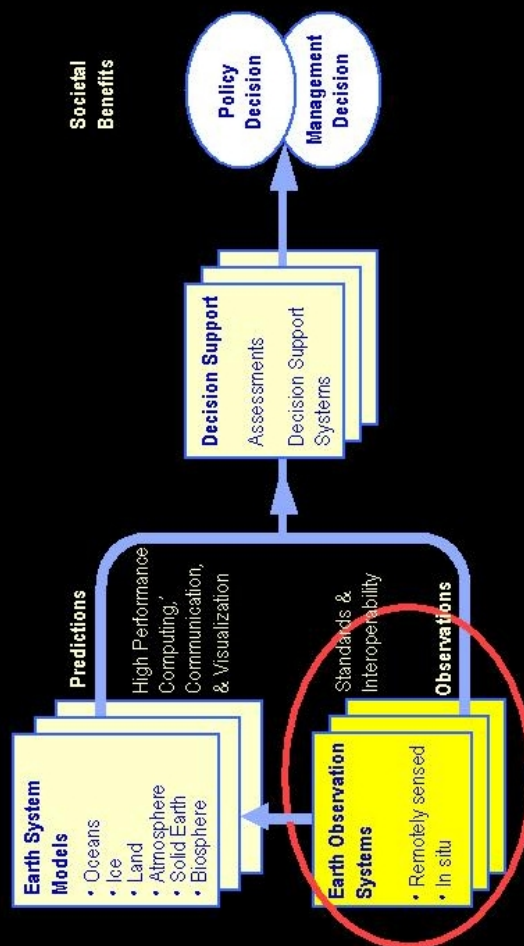 Earth System
Models
• Oceans
• Ice
• Land
• Atmosphere
• Solid Earth
• Biosphere
Predictions
High Performance
Computing,
Communication,
& Visualization
Earth Observation
Systems
• Remotely sensed
• In situ
Standards &
Interoperability
Observations
Decision Support
Assessments
Decision Support
Systems
Societal
Benefits
Policy
Decision
Management
Decision